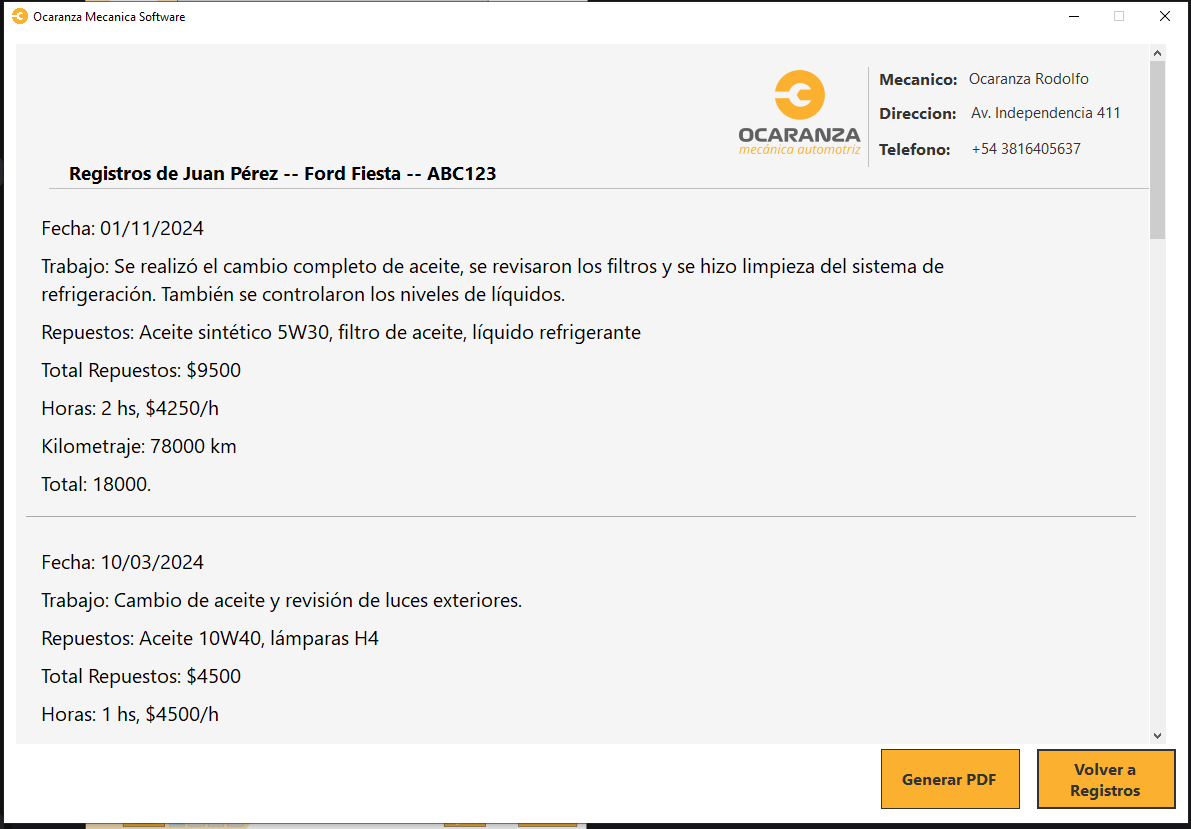 Ocaranza Mecanica Software
OCARANZA
mecánica automotriz
Mecanico: Ocaranza Rodolfo
Direccion: Av. Independencia 411
Telefono: +54 3816405637
Registros de Juan Pérez -- Ford Fiesta -- ABC123
Fecha: 01/11/2024
Trabajo: Se realizó el cambio completo de aceite, se revisaron los filtros y se hizo limpieza del sistema de
refrigeración. También se controlaron los niveles de líquidos.
Repuestos: Aceite sintético 5W30, filtro de aceite, líquido refrigerante
Total Repuestos: $9500
Horas: 2 hs, $4250/h
Kilometraje: 78000 km
Total: 18000.
Fecha: 10/03/2024
Trabajo: Cambio de aceite y revisión de luces exteriores.
Repuestos: Aceite 10W40, lámparas H4
Total Repuestos: $4500
Horas: 1 hs, $4500/h
Generar PDF
Volver a
Registros